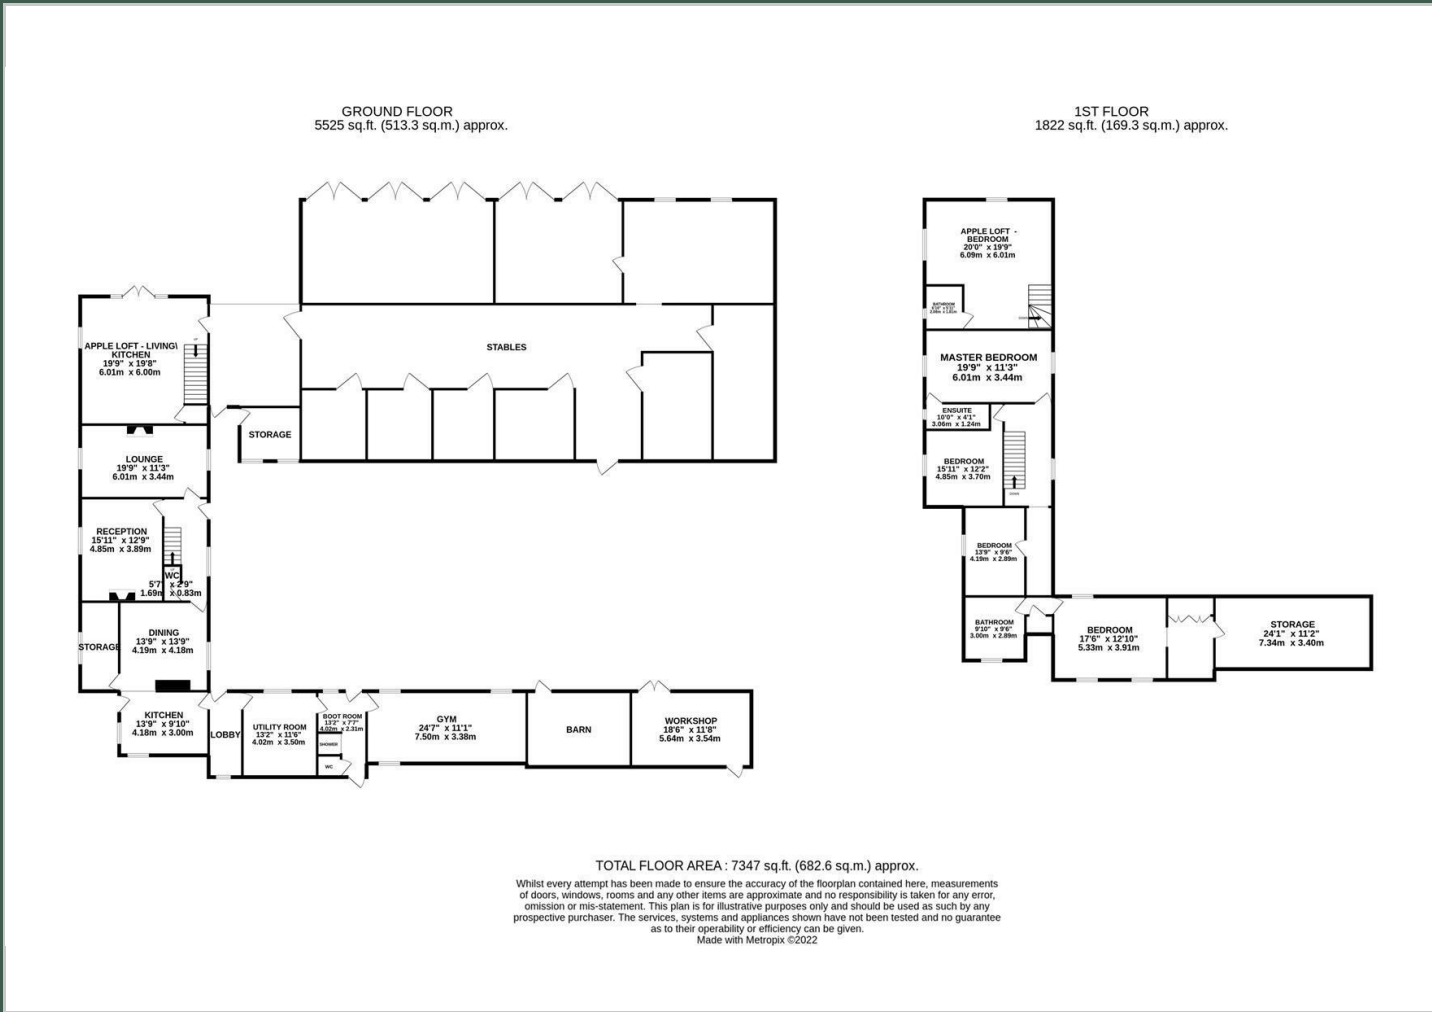 GROUND FLOOR
5525 sq.ft. (513.3 sq.m.) approx.
1ST FLOOR
1822 sq.ft. (169.3 sq.m.) approx.
APPLE LOFT - LIVING\
KITCHEN
19'9" x 19'8"
6.01m x 6.00m
UP
STABLES
STORAGE
LOUNGE
19'9" x 11'3"
6.01m x 3.44m
RECEPTION
15'11" x 12'9"
4.85m x 3.89m
WC
5'7" x 2'9"
1.69m x 0.83m
STORAGE
DINING
13'9" x 13'9"
4.19m x 4.18m
KITCHEN
13'9" x 9'10"
4.18m x 3.00m
LOBBY
UTILITY ROOM
13'2" x 11'6"
4.02m x 3.50m
BOOT ROOM
13'2" x 7'7"
4.02m x 2.31m
SHOWER
WC
GYM
24'7" x 11'1"
7.50m x 3.38m
BARN
WORKSHOP
18'6" x 11'8"
5.64m x 3.54m
APPLE LOFT -
BEDROOM
20'0" x 19'9"
6.09m x 6.01m
BATHROOM
DOWN
MASTER BEDROOM
19'9" x 11'3"
6.01m x 3.44m
ENSUITE
10'0" x 4'1"
3.06m x 1.24m
BEDROOM
15'11" x 12'2"
4.85m x 3.70m
DOWN
BEDROOM
13'9" x 9'6"
4.19m x 2.89m
BATHROOM
9'10" x 9'6"
3.00m x 2.89m
BEDROOM
17'6" x 12'10"
5.33m x 3.91m
STORAGE
24'1" x 11'2"
7.34m x 3.40m
TOTAL FLOOR AREA : 7347 sq.ft. (682.6 sq.m.) approx.
Whilst every attempt has been made to ensure the accuracy of the floorplan contained here, measurements
of doors, windows, rooms and any other items are approximate and no responsibility is taken for any error,
omission or mis-statement. This plan is for illustrative purposes only and should be used as such by any
prospective purchaser. The services, systems and appliances shown have not been tested and no guarantee
as to their operability or efficiency can be given.
Made with Metropix ©2022